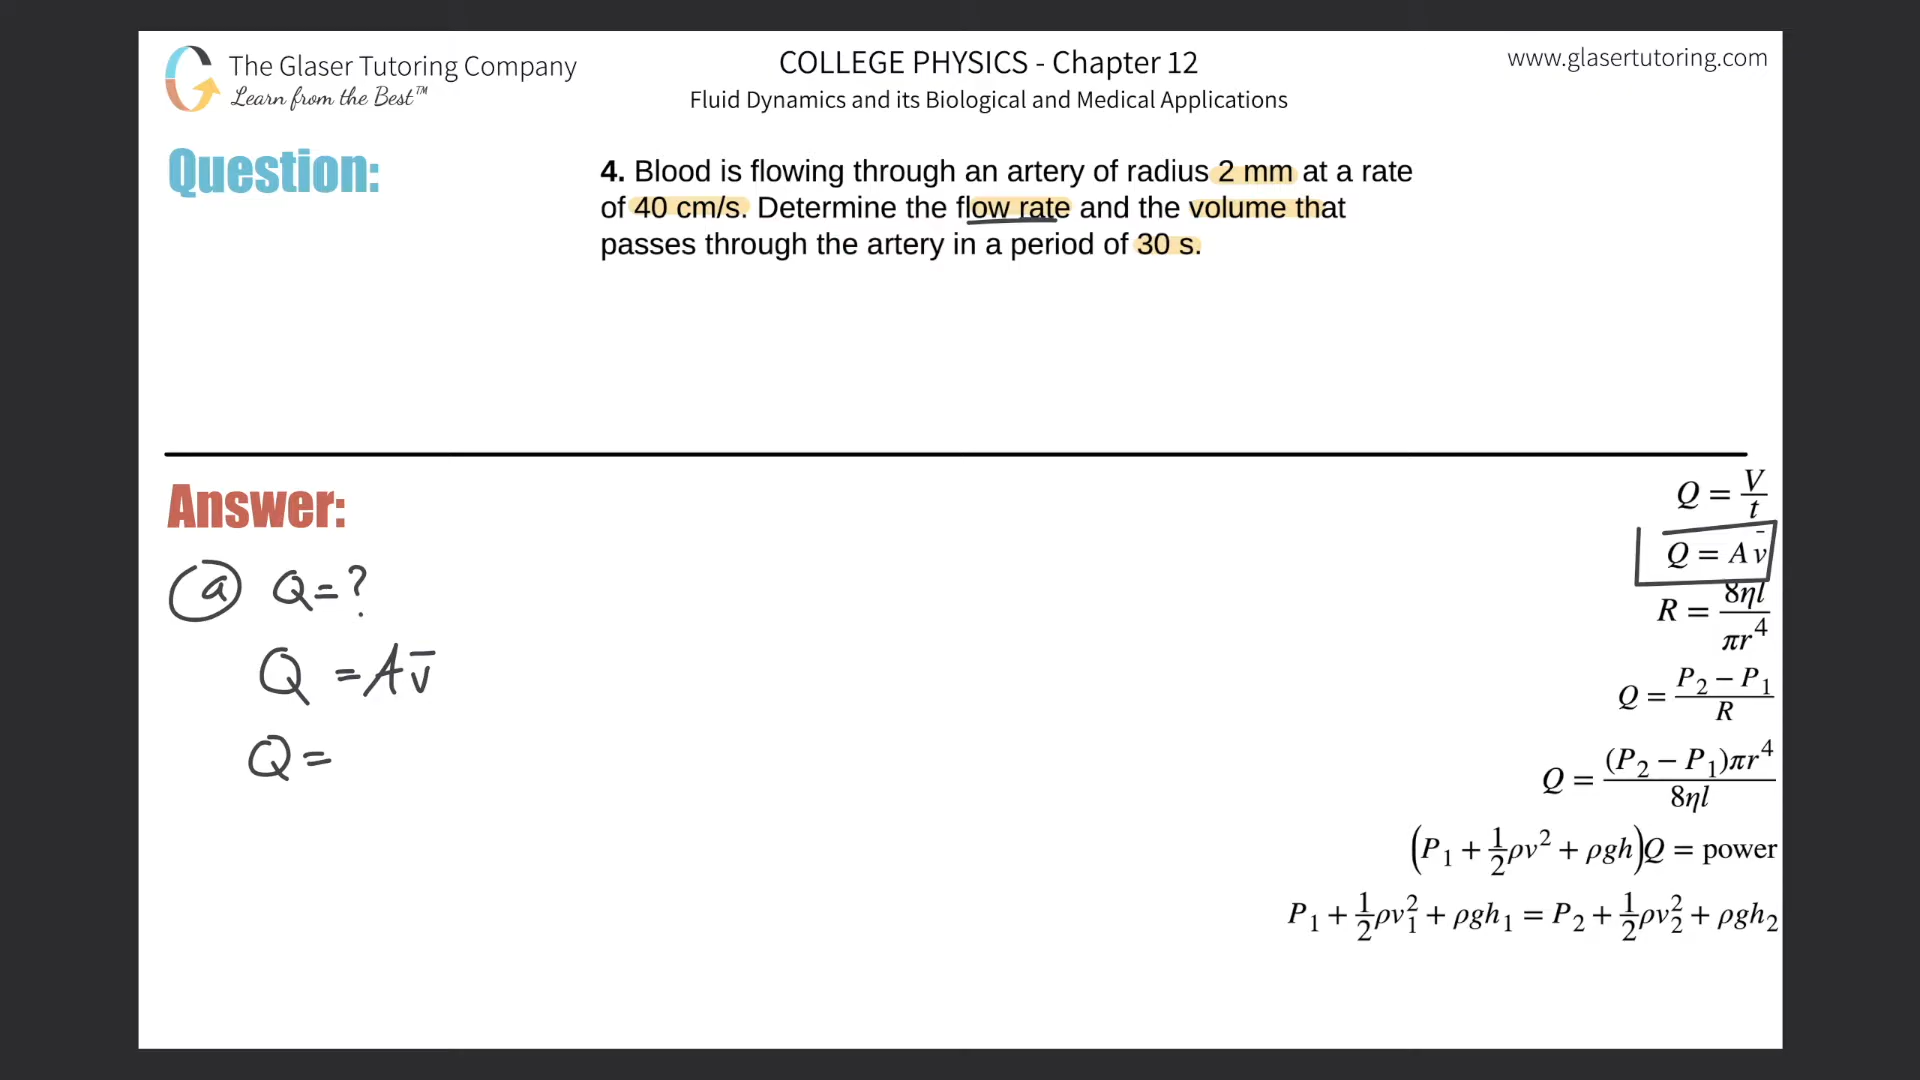 The Glaser Tutoring Company
Learn from the Best™
COLLEGE PHYSICS - Chapter 12
Fluid Dynamics and its Biological and Medical Applications
www.glasertutoring.com
Question:
4. Blood is flowing through an artery of radius 2 mm at a rate
of 40 cm/s. Determine the flow rate and the volume that
passes through the artery in a period of 30 s.
Answer:
ⓐ Q = ?
Q = Av̄
Q =
Q = V/t
Q = A v̄
R = 8ηl/πr⁴
Q = (P₂ − P₁)/R
Q = (P₂ − P₁)πr⁴/8ηl
(P₁ + ½ρv² + ρgh)Q = power
P₁ + ½ρv₁² + ρgh₁ = P₂ + ½ρv₂² + ρgh₂